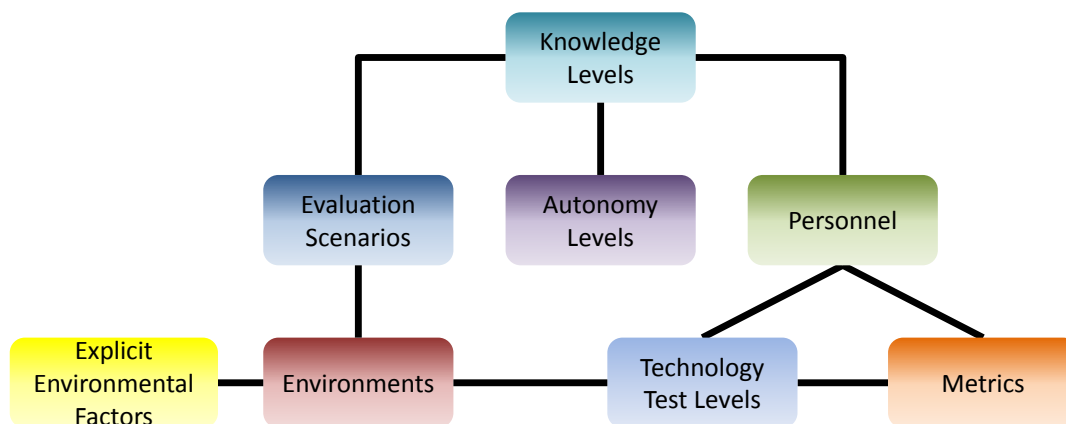 Knowledge
Levels
Evaluation
Scenarios
Autonomy
Levels
Personnel
Explicit
Environmental
Factors
Environments
Technology
Test Levels
Metrics